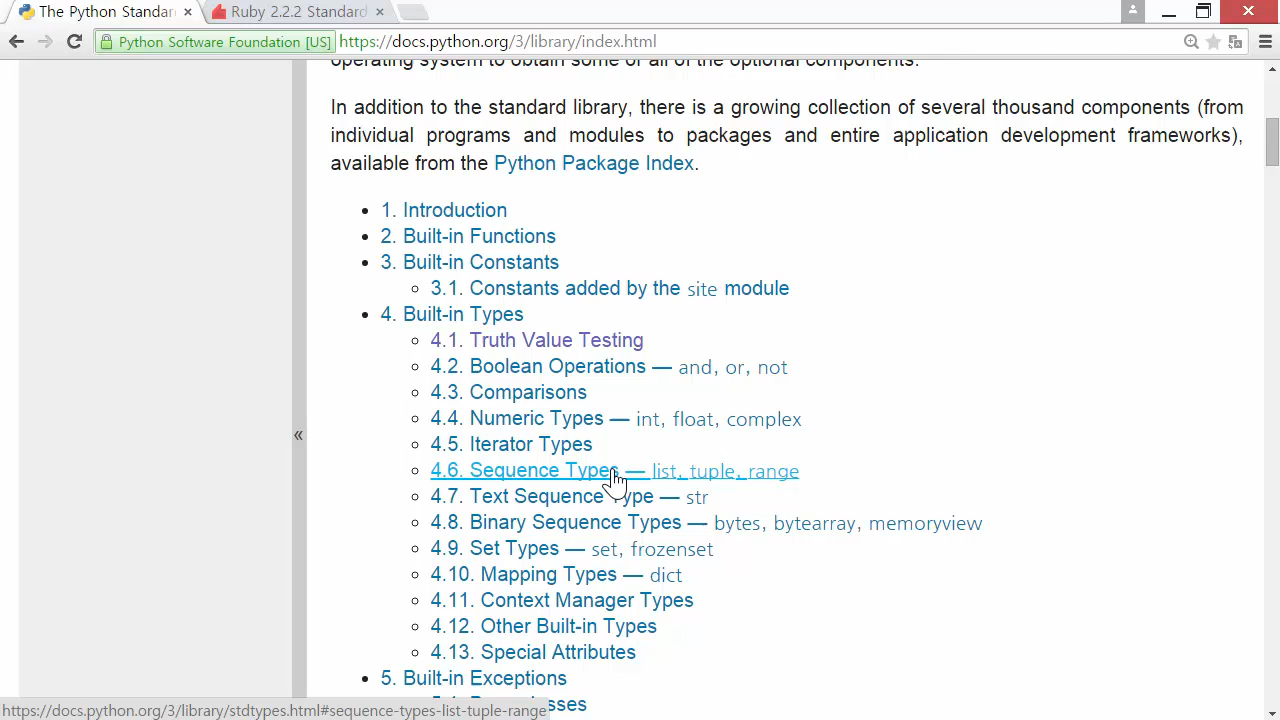 The Python Standar
Ruby 2.2.2 Standard
Python Software Foundation [US]
https://docs.python.org/3/library/index.html
operating system to obtain some or all of the optional components.
In addition to the standard library, there is a growing collection of several thousand components (from
individual programs and modules to packages and entire application development frameworks),
available from the Python Package Index.
1. Introduction
2. Built-in Functions
3. Built-in Constants
3.1. Constants added by the site module
4. Built-in Types
4.1. Truth Value Testing
4.2. Boolean Operations — and, or, not
4.3. Comparisons
4.4. Numeric Types — int, float, complex
4.5. Iterator Types
4.6. Sequence Types — list, tuple, range
4.7. Text Sequence Type — str
4.8. Binary Sequence Types — bytes, bytearray, memoryview
4.9. Set Types — set, frozenset
4.10. Mapping Types — dict
4.11. Context Manager Types
4.12. Other Built-in Types
4.13. Special Attributes
5. Built-in Exceptions
«
https://docs.python.org/3/library/stdtypes.html#sequence-types-list-tuple-range